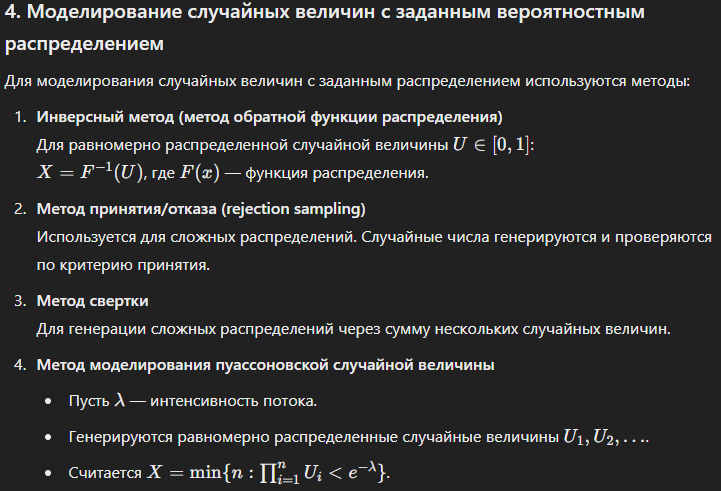 4. Моделирование случайных величин с заданным вероятностным
распределением
Для моделирования случайных величин с заданным распределением используются методы:
1. Инверсный метод (метод обратной функции распределения)
Для равномерно распределенной случайной величины U ∈ [0, 1]:
X = F⁻¹(U), где F(x) — функция распределения.
2. Метод принятия/отказа (rejection sampling)
Используется для сложных распределений. Случайные числа генерируются и проверяются
по критерию принятия.
3. Метод свертки
Для генерации сложных распределений через сумму нескольких случайных величин.
4. Метод моделирования пуассоновской случайной величины
• Пусть λ — интенсивность потока.
• Генерируются равномерно распределенные случайные величины U₁, U₂, ….
• Считается X = min{n : ∏ᵢ₌₁ⁿ Uᵢ < e^{−λ}}.